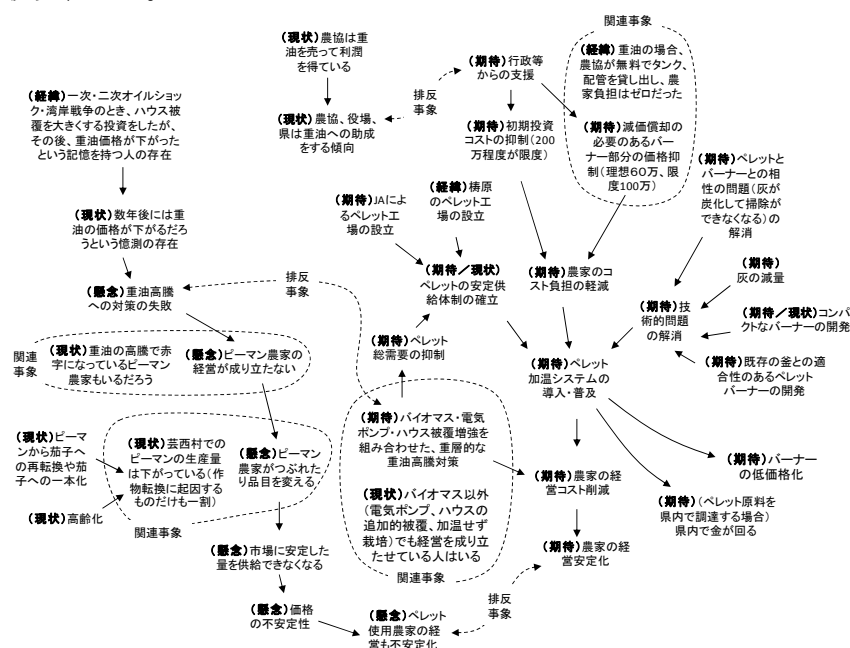 関連事象
(現状)農協は重
油を売って利潤
を得ている
(期待)行政等
からの支援
(経緯)重油の場合、
農協が無料でタンク、
配管を貸し出し、農
家負担はゼロだった
排反
事象
(経緯)一次・二次オイルショッ
ク・湾岸戦争のとき、ハウス被
覆を大きくする投資をしたが、
その後、重油価格が下がった
という記憶を持つ人の存在
(現状)農協、役場、
県は重油への助成
をする傾向
(期待)初期投資
コストの抑制(200
万程度が限度)
(期待)減価償却の
必要のあるバー
ナー部分の価格抑
制(理想60万、限
度100万)
(期待)ペレットと
バーナーとの相
性の問題(灰が
炭化して掃除が
できなくなる)の
解消
(期待)JAによ
るペレット工
場の設立
(経緯)梼原
のペレット工
場の設立
(現状)数年後には重
油の価格が下がるだろ
うという憶測の存在
(期待)
灰の減量
排反
事象
(期待/現状)
ペレットの安定供
給体制の確立
(期待)農家のコ
スト負担の軽減
(懸念)重油高騰
への対策の失敗
(期待)技
術的問題
の解消
(期待/現状)コンパ
クトなバーナーの開発
(期待)ペレット
総需要の抑制
関連
事象
(現状)重油の高騰で赤
字になっているピーマン
農家もいるだろう
(懸念)ピーマン農家の
経営が成り立たない
(期待)ペレット
加温システムの
導入・普及
(期待)既存の釜との適
合性のあるペレット
バーナーの開発
(期待)バイオマス・電気
ポンプ・ハウス被覆増強を
組み合わせた、重層的な
重油高騰対策
(現状)ピーマ
ンから茄子へ
の再転換や茄
子への一本化
(現状)芸西村での
ピーマンの生産量
は下がっている(作
物転換に起因する
ものだけも一割)
(懸念)ピーマン
農家がつぶれた
り品目を変える
(期待)バーナー
の低価格化
(期待)農家の経
営コスト削減
(現状)バイオマス以外
(電気ポンプ、ハウスの
追加的被覆、加温せず
栽培)でも経営を成り立
たせている人はいる
(期待)(ペレット原料を
県内で調達する場合)
県内で金が回る
(現状)高齢化
関連事象
(懸念)市場に安定した
量を供給できなくなる
(期待)農家の経
営安定化
関連事象
排反
事象
(懸念)価格
の不安定性
(懸念)ペレット
使用農家の経
営も不安定化